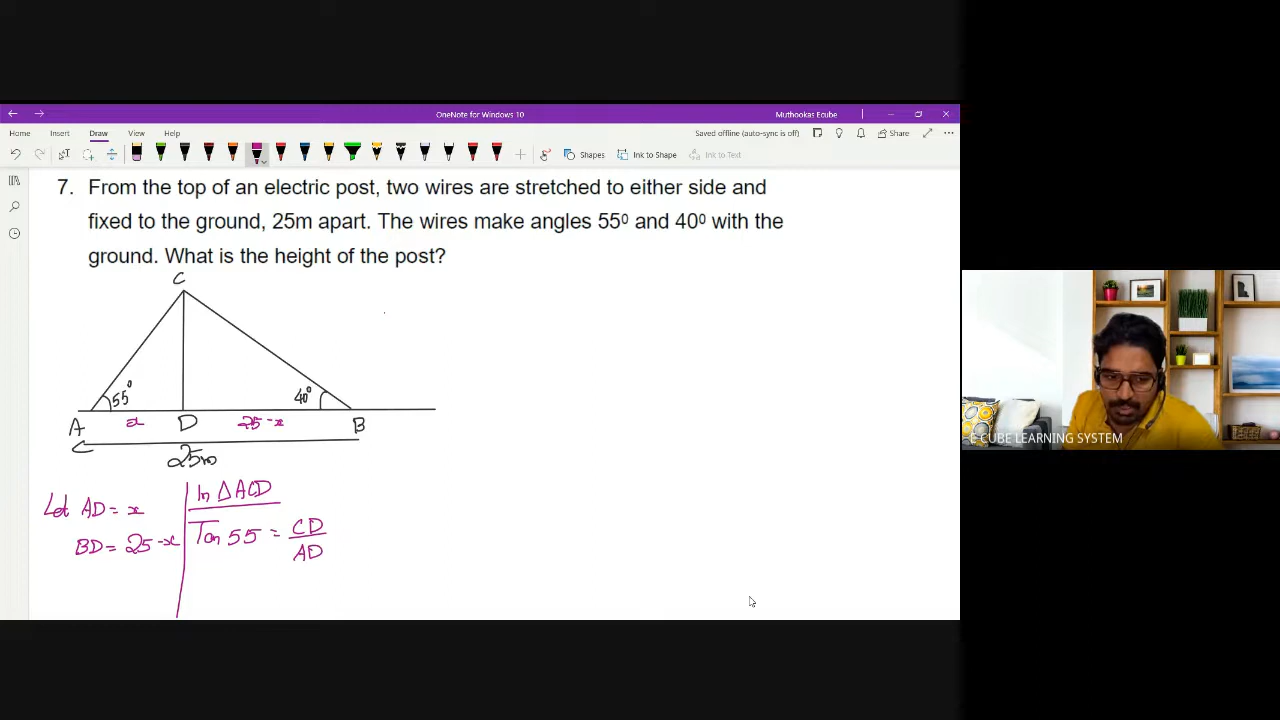 OneNote for Windows 10
Muthookas Ecube
Home Insert Draw View Help
Saved offline (auto-sync is off)
Share
Shapes
Ink to Shape
Ink to Text
7. From the top of an electric post, two wires are stretched to either side and
fixed to the ground, 25m apart. The wires make angles 55⁰ and 40⁰ with the
ground. What is the height of the post?
C
55°
40°
A x D 25-x B
25m
Let AD = x
BD = 25-x
In △ACD
Tan 55 = CD
AD
E CUBE LEARNING SYSTEM